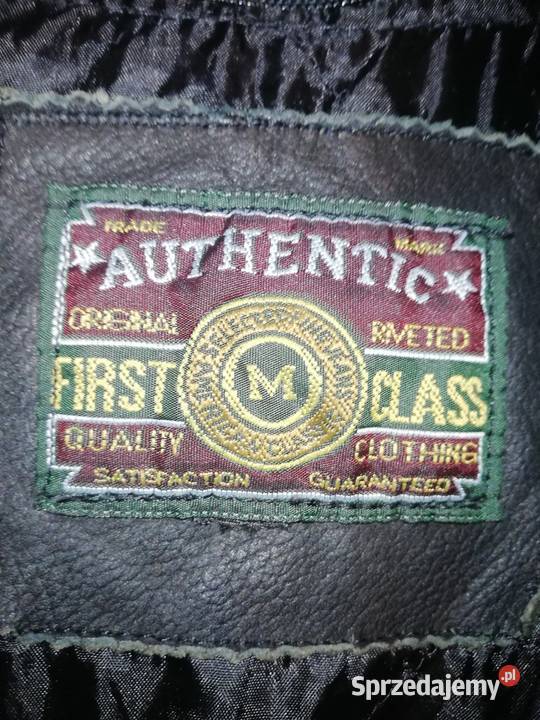 TRADE MARK
AUTHENTIC
ORIGINAL RIVETED
FIRST M CLASS
QUALITY CLOTHING
SATISFACTION GUARANTEED
Sprzedajemy.pl